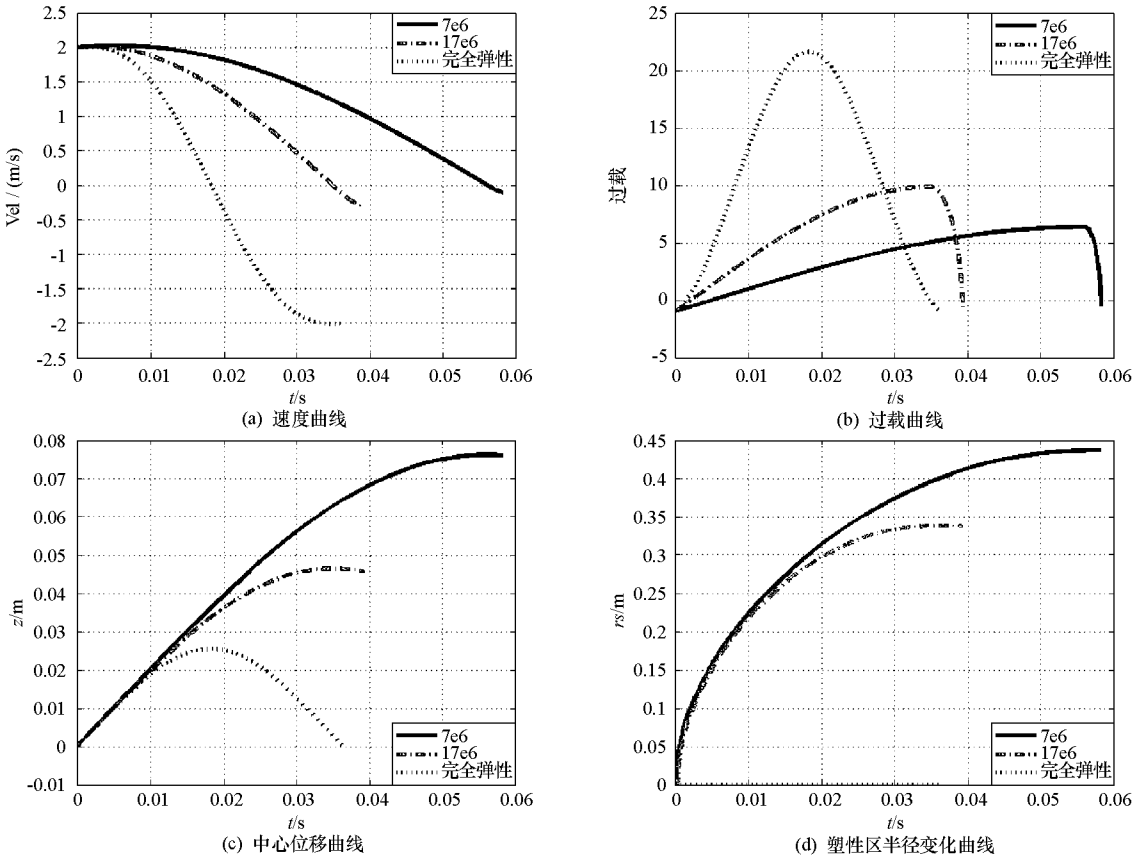 2.5
2
1.5
1
0.5
0
-0.5
-1
-1.5
-2
-2.5
Vel / (m/s)
7e6
17e6
完全弹性
0 0.01 0.02 0.03 0.04 0.05 0.06
t/s
(a) 速度曲线
25
20
15
10
5
0
-5
过载
7e6
17e6
完全弹性
0 0.01 0.02 0.03 0.04 0.05 0.06
t/s
(b) 过载曲线
0.08
0.07
0.06
0.05
0.04
0.03
0.02
0.01
0
-0.01
z/m
7e6
17e6
完全弹性
0 0.01 0.02 0.03 0.04 0.05 0.06
t/s
(c) 中心位移曲线
0.45
0.4
0.35
0.3
0.25
0.2
0.15
0.1
0.05
0
rs/m
7e6
17e6
完全弹性
0 0.01 0.02 0.03 0.04 0.05 0.06
t/s
(d) 塑性区半径变化曲线